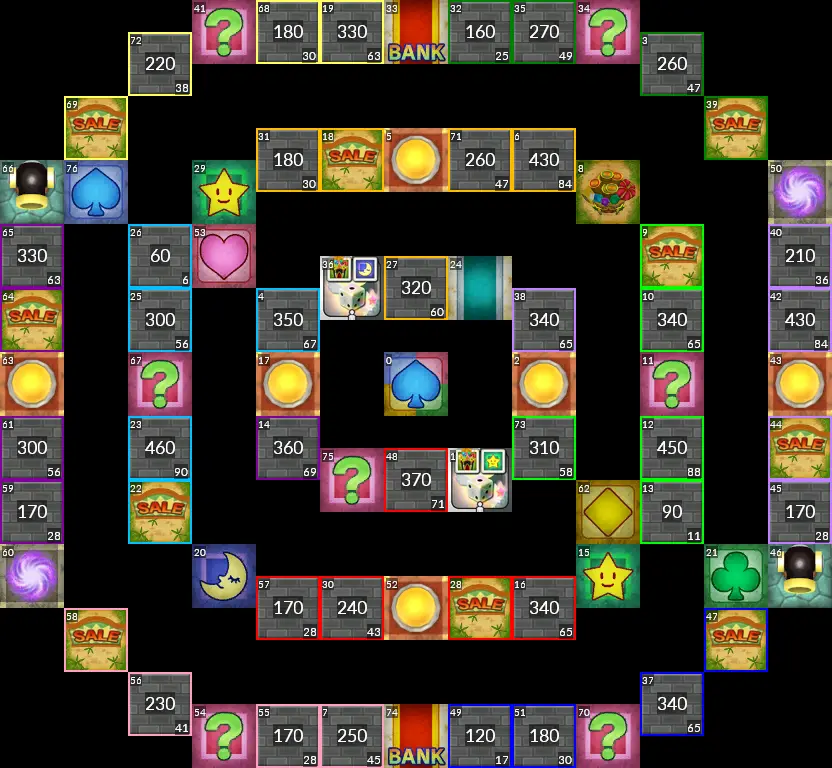 41 68 19 33 32 35 34
180 330 160 270
30 63 BANK 25 49
72 3
220 260
38 47
69 39
SALE SALE
31 18 5 71 6
180 SALE 260 430
30 47 84
66 76 29 8 50
65 26 53 9 40
330 60 SALE 210
63 6 36
36 27 24
320
60
64 25 4 38 10 42
SALE 300 350 340 340 430
56 67 65 65 84
63 67 17 0 2 11 43
61 23 14 73 12 44
300 460 360 310 450 SALE
56 90 69 58 88
75 48 1
370
71
59 22 62 13 45
170 SALE 90 170
28 11 28
60 20 15 21 46
57 30 52 28 16
170 240 SALE 340
28 43 65
58 47
SALE SALE
56 37
230 340
41 65
54 55 7 74 49 51 70
170 250 120 180
28 45 BANK 17 30